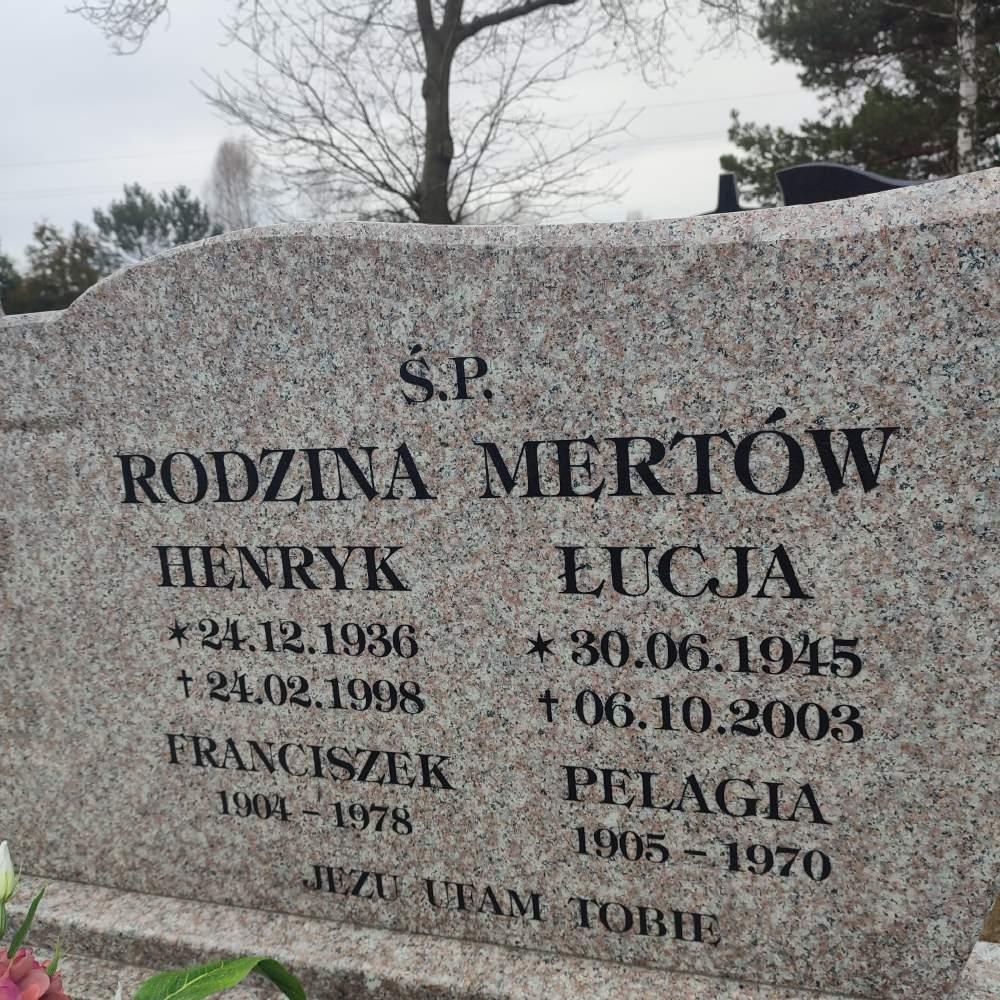 Ś.P.
RODZINA MERTÓW
HENRYK ŁUCJA
★24.12.1936 ★ 30.06.1945
†24.02.1998 † 06.10.2003
FRANCISZEK PELAGIA
1904 – 1978 1905 – 1970
JEZU UFAM TOBIE